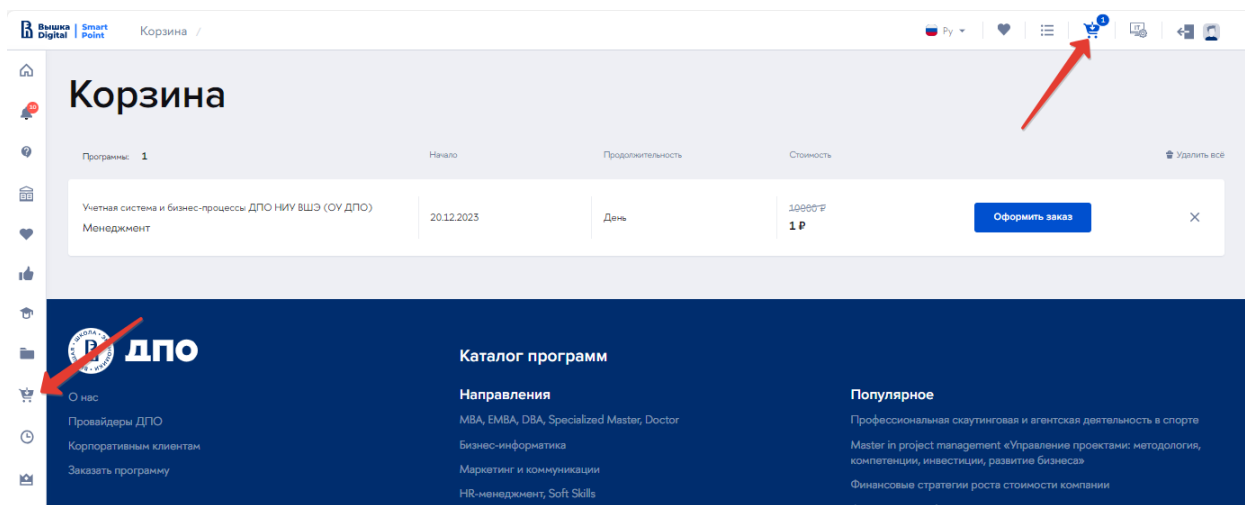 Вышка Digital
Smart Point
Корзина /
Ру
1
10
Корзина
Программы: 1
Начало
Продолжительность
Стоимость
Удалить всё
Учетная система и бизнес-процессы ДПО НИУ ВШЭ (ОУ ДПО)
Менеджмент
20.12.2023
День
10000 ₽
1 ₽
Оформить заказ
ДПО
О нас
Провайдеры ДПО
Корпоративным клиентам
Заказать программу
Каталог программ
Направления
MBA, EMBA, DBA, Specialized Master, Doctor
Бизнес-информатика
Маркетинг и коммуникации
HR-менеджмент, Soft Skills
Популярное
Профессиональная скаутинговая и агентская деятельность в спорте
Master in project management «Управление проектами: методология,
компетенции, инвестиции, развитие бизнеса»
Финансовые стратегии роста стоимости компании